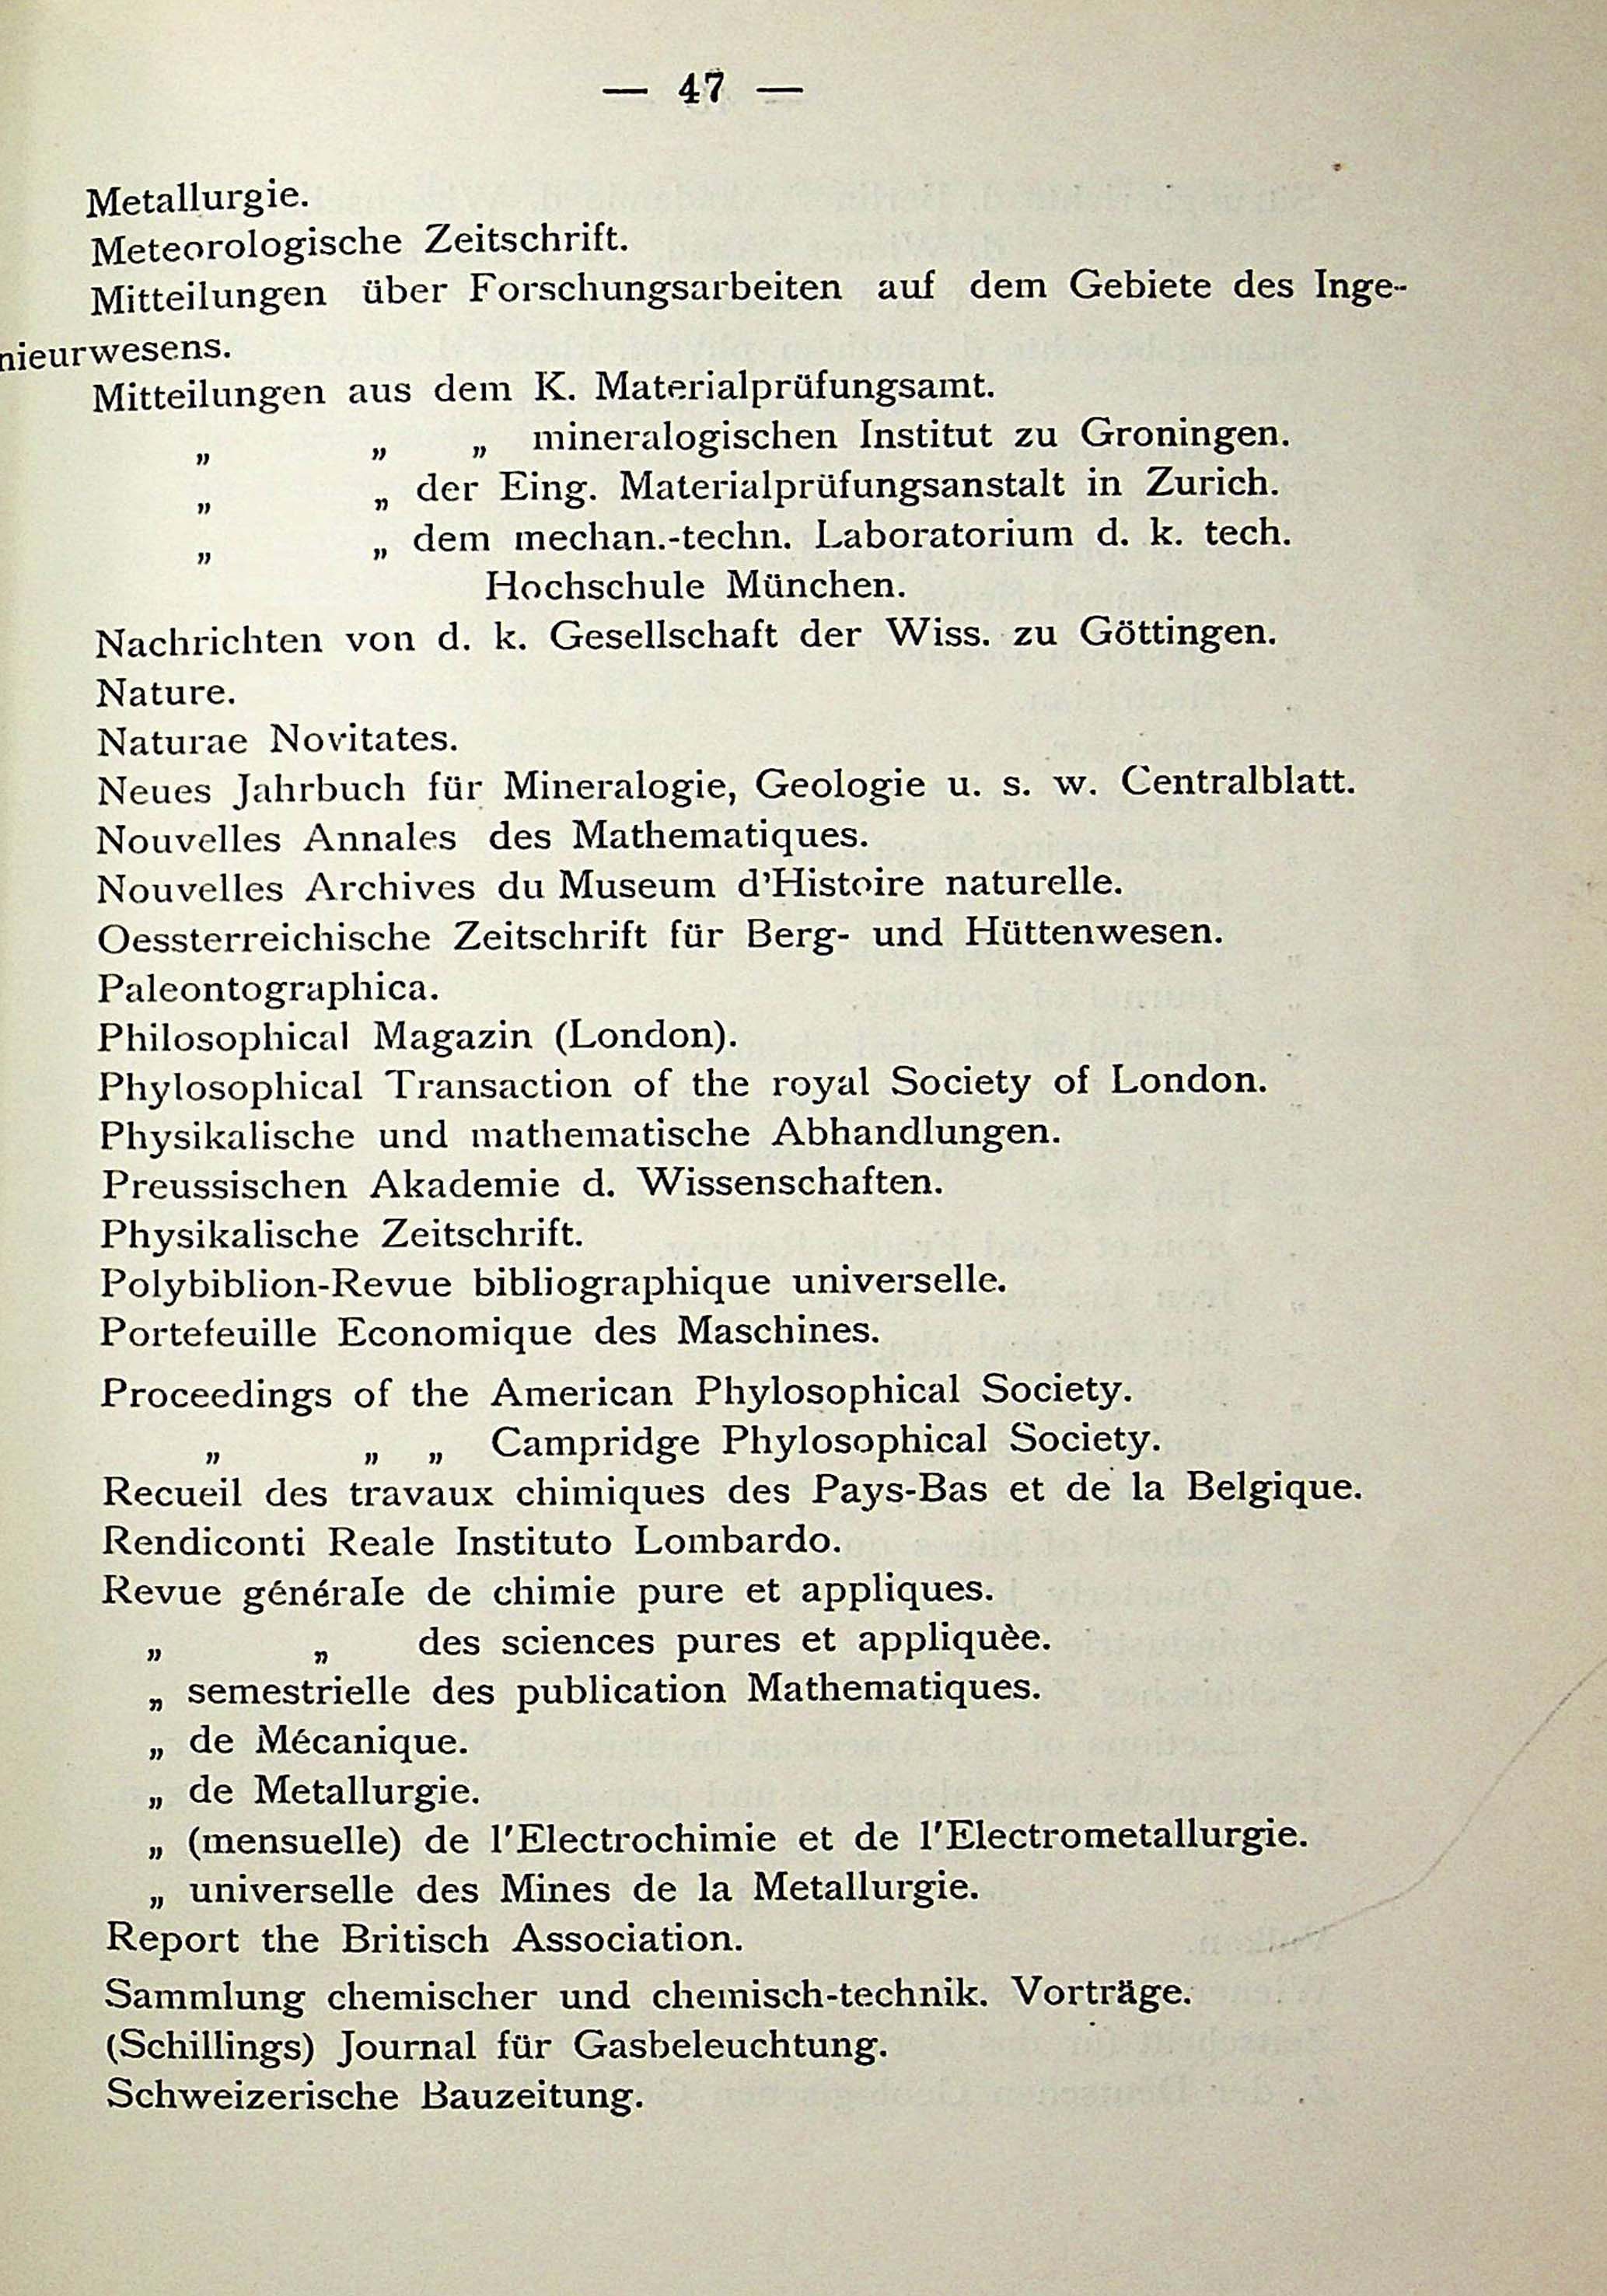 — 47 —
Metallurgie.
Meteorologische Zeitschrift.
Mitteilungen über Forschungsarbeiten auf dem Gebiete des Inge-
nieurwesens.
Mitteilungen aus dem K. Materialprüfungsamt.
„ „ „ mineralogischen Institut zu Groningen.
„ „ der Eing. Materialprüfungsanstalt in Zurich.
„ „ dem mechan.-techn. Laboratorium d. k. tech.
Hochschule München.
Nachrichten von d. k. Gesellschaft der Wiss. zu Göttingen.
Nature.
Naturae Novitates.
Neues Jahrbuch für Mineralogie, Geologie u. s. w. Centralblatt.
Nouvelles Annales des Mathematiques.
Nouvelles Archives du Museum d'Histoire naturelle.
Oessterreichische Zeitschrift für Berg- und Hüttenwesen.
Paleontographica.
Philosophical Magazin (London).
Phylosophical Transaction of the royal Society of London.
Physikalische und mathematische Abhandlungen.
Preussischen Akademie d. Wissenschaften.
Physikalische Zeitschrift.
Polybiblion-Revue bibliographique universelle.
Portefeuille Economique des Maschines.
Proceedings of the American Phylosophical Society.
„ „ „ Campridge Phylosophical Society.
Recueil des travaux chimiques des Pays-Bas et de la Belgique.
Rendiconti Reale Instituto Lombardo.
Revue générale de chimie pure et appliques.
„ „ des sciences pures et appliquèe.
„ semestrielle des publication Mathematiques.
„ de Mécanique.
„ de Metallurgie.
„ (mensuelle) de l'Electrochimie et de l'Electrometallurgie.
„ universelle des Mines de la Metallurgie.
Report the Britisch Association.
Sammlung chemischer und chemisch-technik. Vorträge.
(Schillings) Journal für Gasbeleuchtung.
Schweizerische Bauzeitung.